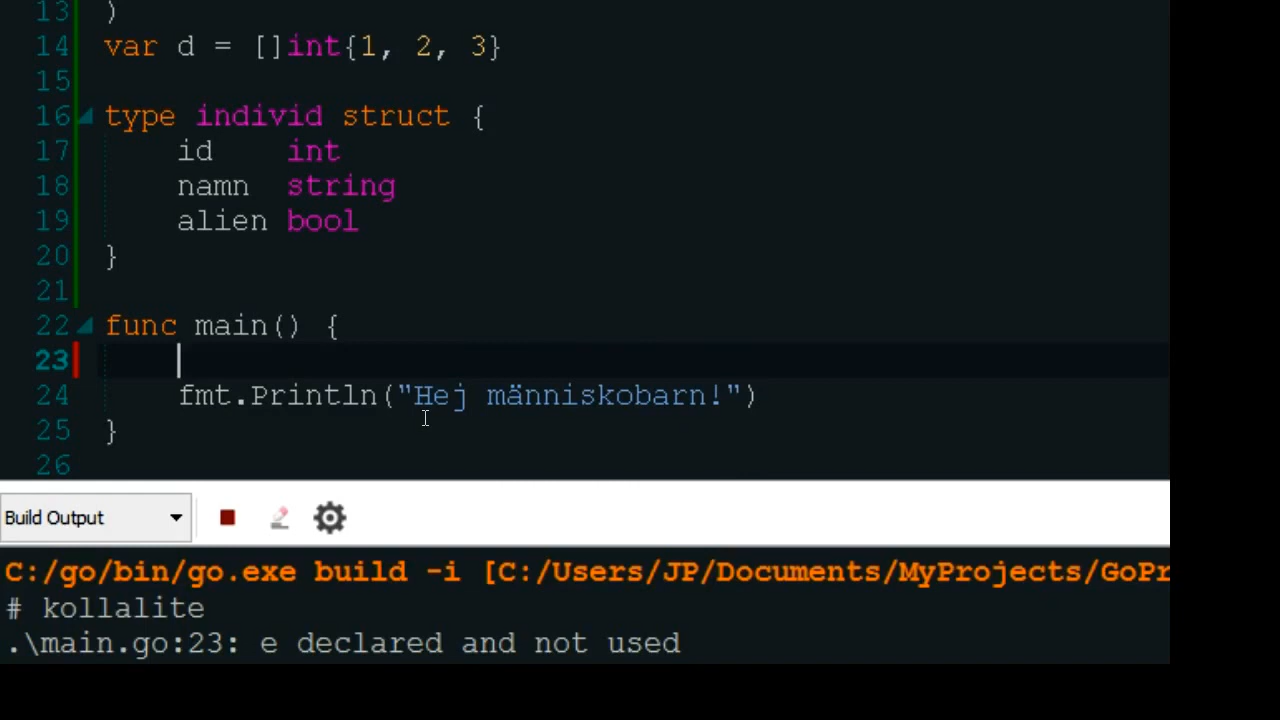 13 )
14 var d = []int{1, 2, 3}
15
16 type individ struct {
17 id int
18 namn string
19 alien bool
20 }
21
22 func main() {
23
24 fmt.Println("Hej människobarn!")
25 }
26
Build Output
C:/go/bin/go.exe build -i [C:/Users/JP/Documents/MyProjects/GoPr
# kollalite
.\main.go:23: e declared and not used